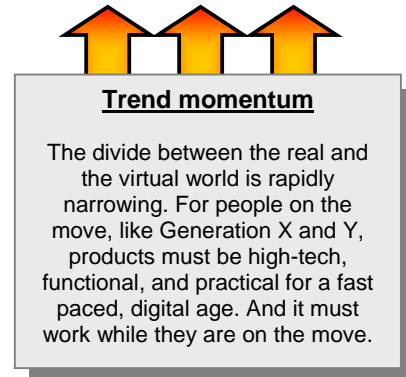 Trend momentum
The divide between the real and
the virtual world is rapidly
narrowing. For people on the
move, like Generation X and Y,
products must be high-tech,
functional, and practical for a fast
paced, digital age. And it must
work while they are on the move.